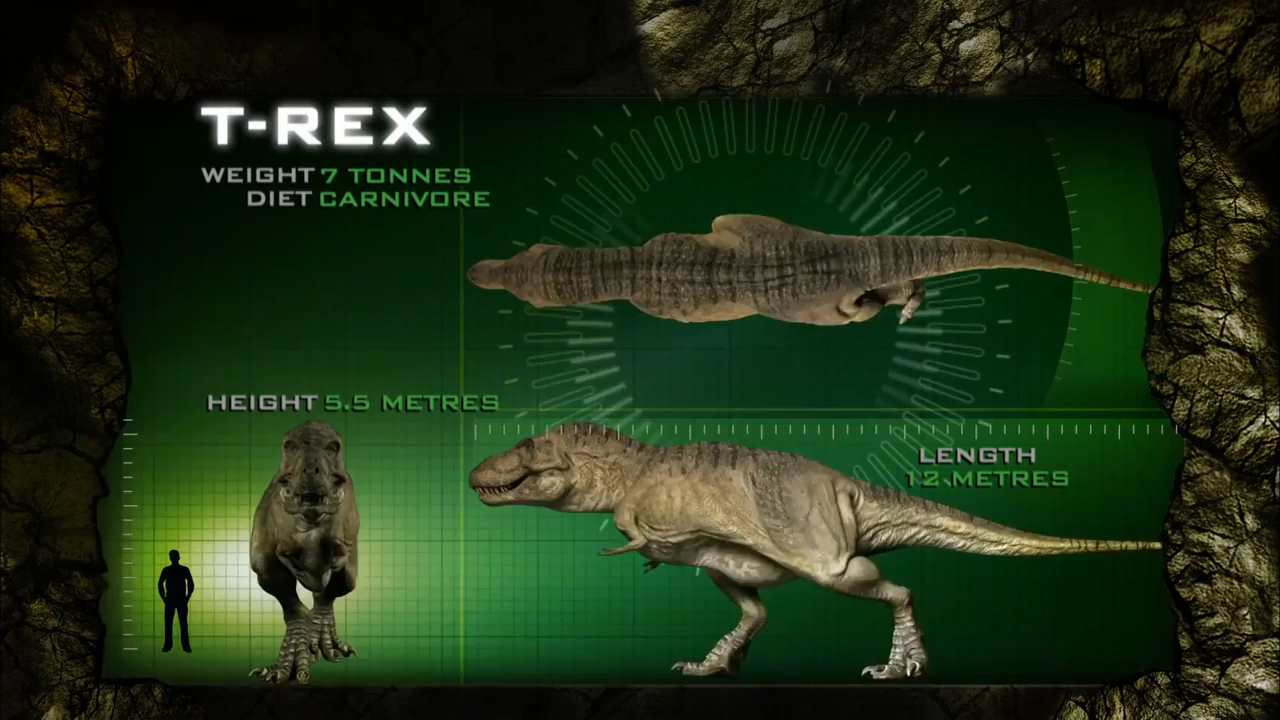 T-REX
WEIGHT 7 TONNES
DIET CARNIVORE
HEIGHT 5.5 METRES
LENGTH
12 METRES